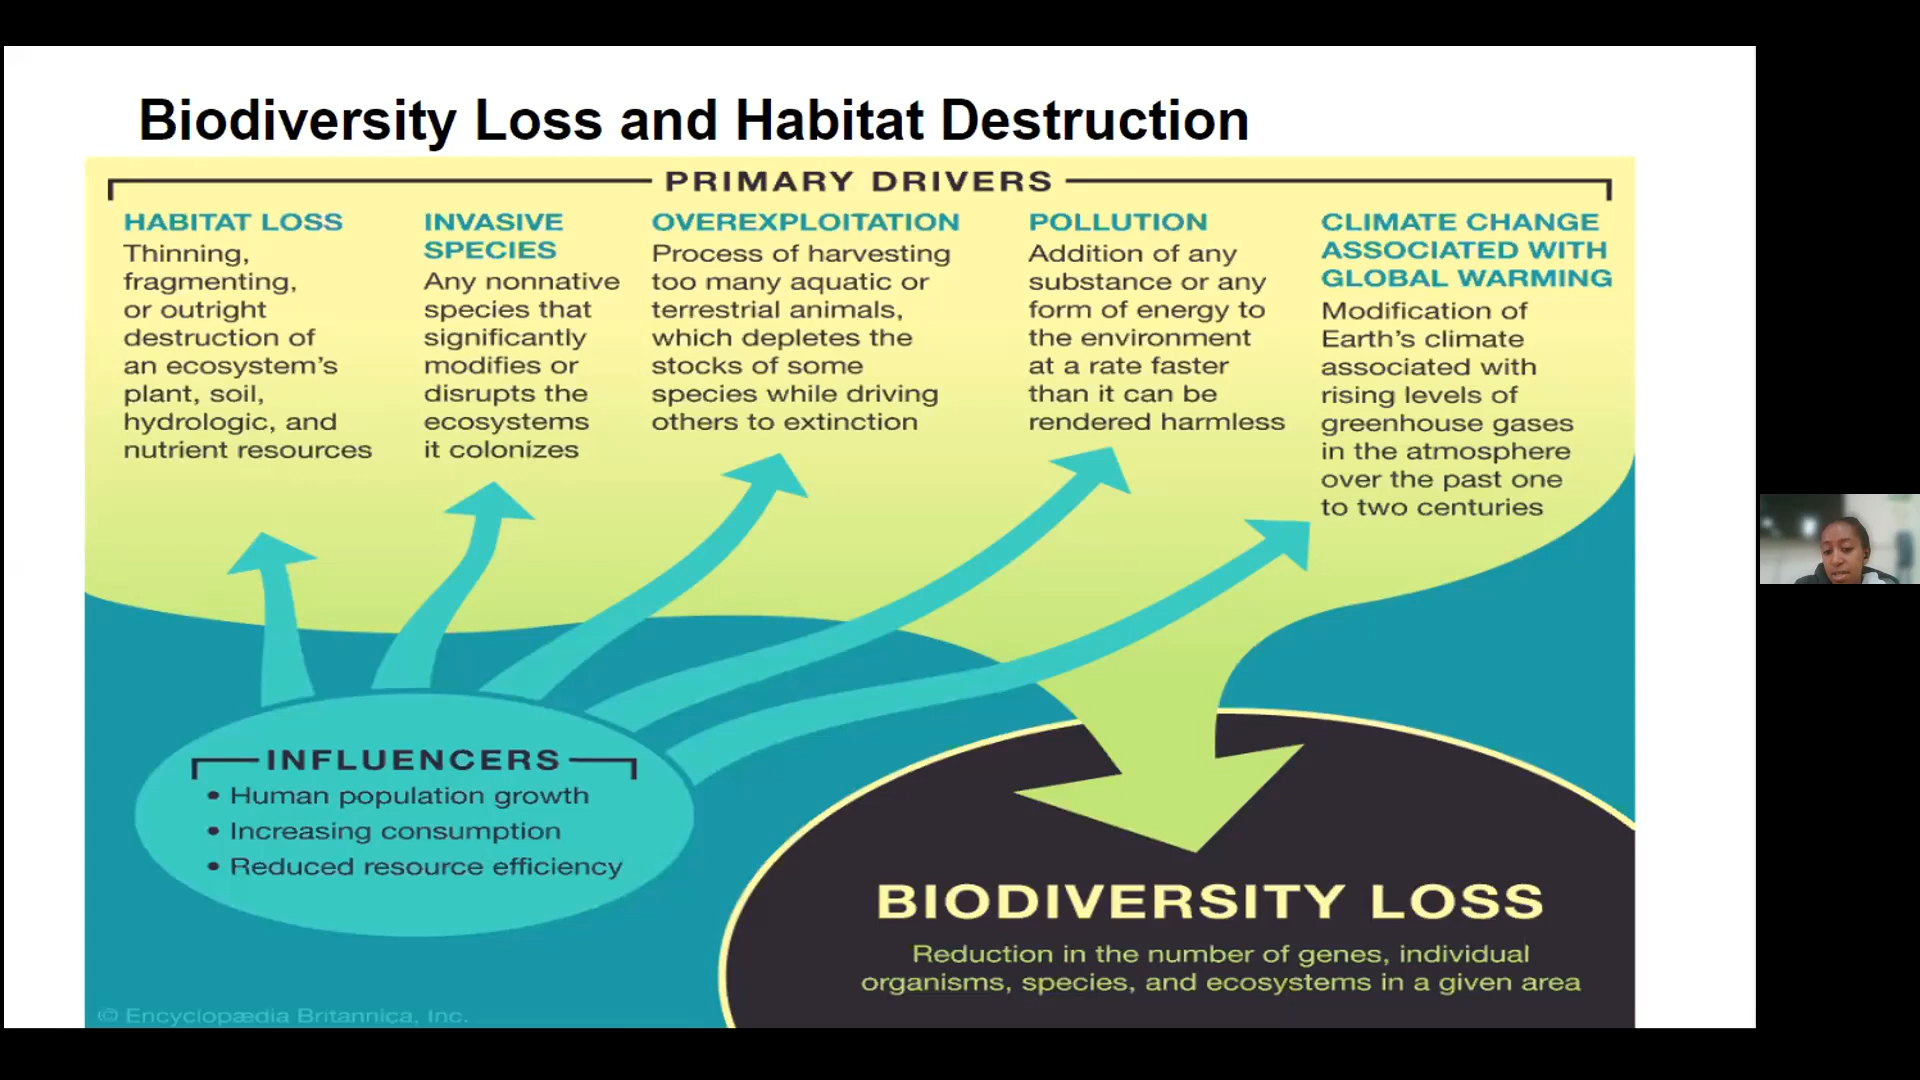 Biodiversity Loss and Habitat Destruction
PRIMARY DRIVERS
HABITAT LOSS
Thinning,
fragmenting,
or outright
destruction of
an ecosystem's
plant, soil,
hydrologic, and
nutrient resources
INVASIVE
SPECIES
Any nonnative
species that
significantly
modifies or
disrupts the
ecosystems
it colonizes
OVEREXPLOITATION
Process of harvesting
too many aquatic or
terrestrial animals,
which depletes the
stocks of some
species while driving
others to extinction
POLLUTION
Addition of any
substance or any
form of energy to
the environment
at a rate faster
than it can be
rendered harmless
CLIMATE CHANGE
ASSOCIATED WITH
GLOBAL WARMING
Modification of
Earth's climate
associated with
rising levels of
greenhouse gases
in the atmosphere
over the past one
to two centuries
INFLUENCERS
• Human population growth
• Increasing consumption
• Reduced resource efficiency
BIODIVERSITY LOSS
Reduction in the number of genes, individual
organisms, species, and ecosystems in a given area
© Encyclopædia Britannica, Inc.